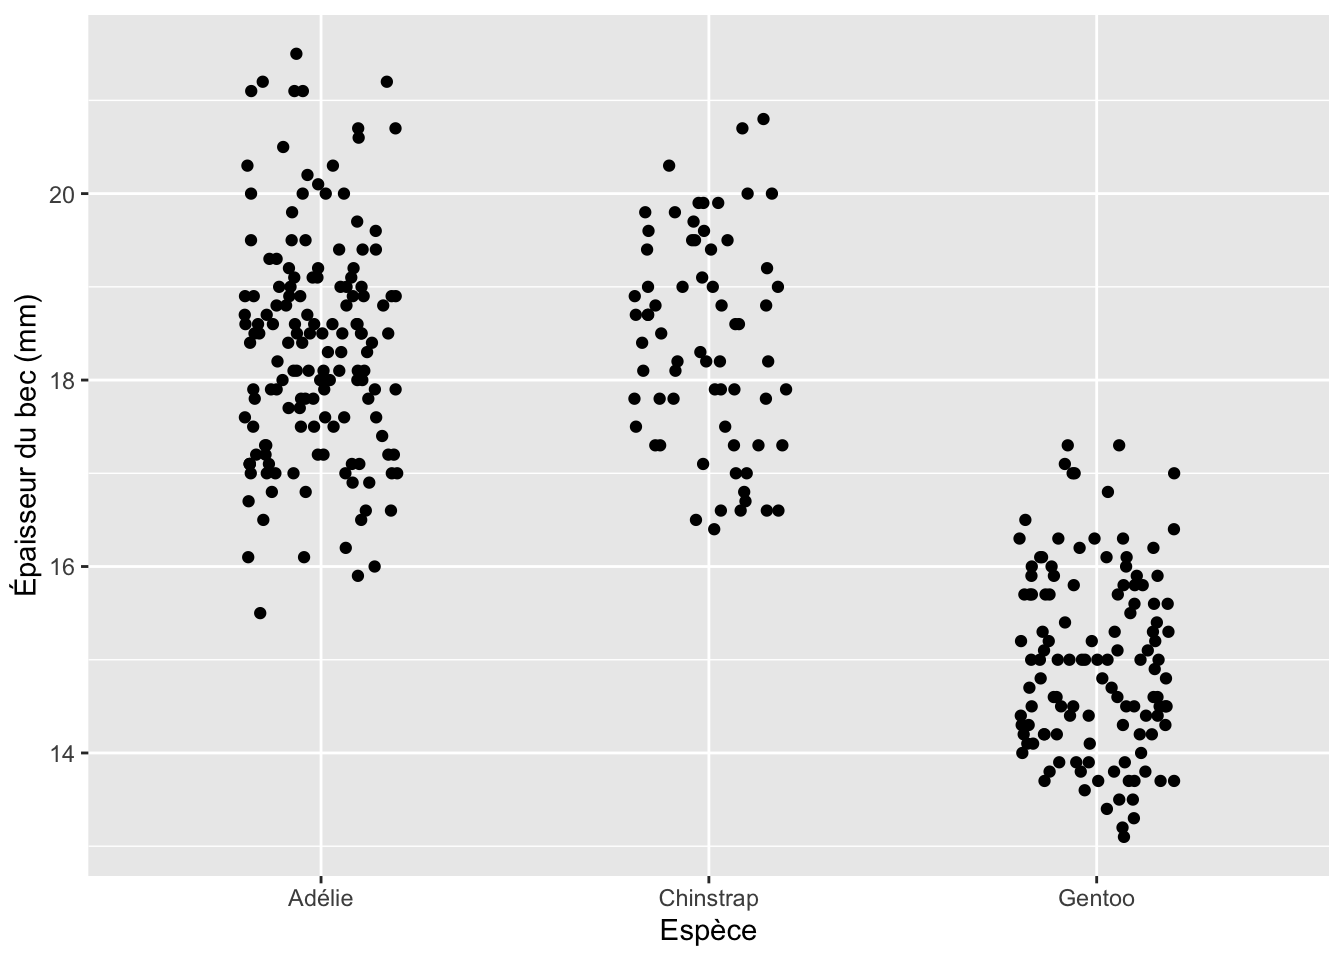 Épaisseur du bec (mm)
20
18
16
14
Adélie
Chinstrap
Gentoo
Espèce